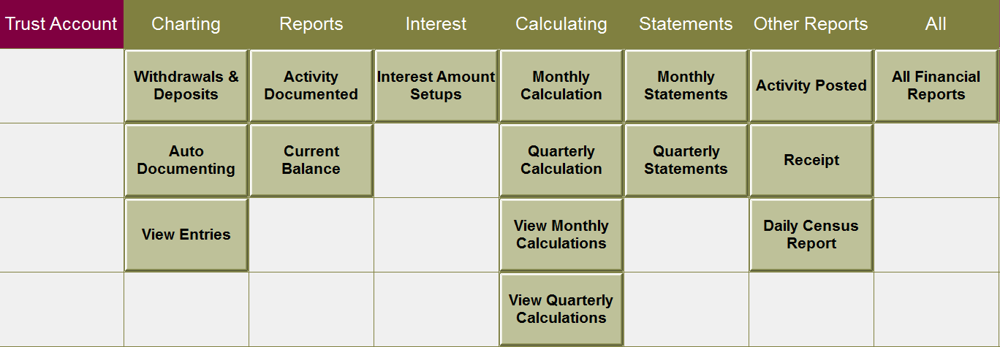 Trust Account
Charting
Reports
Interest
Calculating
Statements
Other Reports
All
Withdrawals &
Deposits
Activity
Documented
Interest Amount
Setups
Monthly
Calculation
Monthly
Statements
Activity Posted
All Financial
Reports
Auto
Documenting
Current
Balance
Quarterly
Calculation
Quarterly
Statements
Receipt
View Entries
View Monthly
Calculations
Daily Census
Report
View Quarterly
Calculations